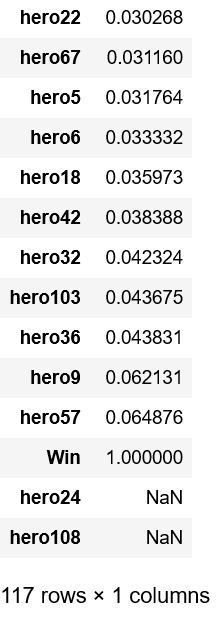 hero22 0.030268
hero67 0.031160
hero5 0.031764
hero6 0.033332
hero18 0.035973
hero42 0.038388
hero32 0.042324
hero103 0.043675
hero36 0.043831
hero9 0.062131
hero57 0.064876
Win 1.000000
hero24 NaN
hero108 NaN
117 rows × 1 columns